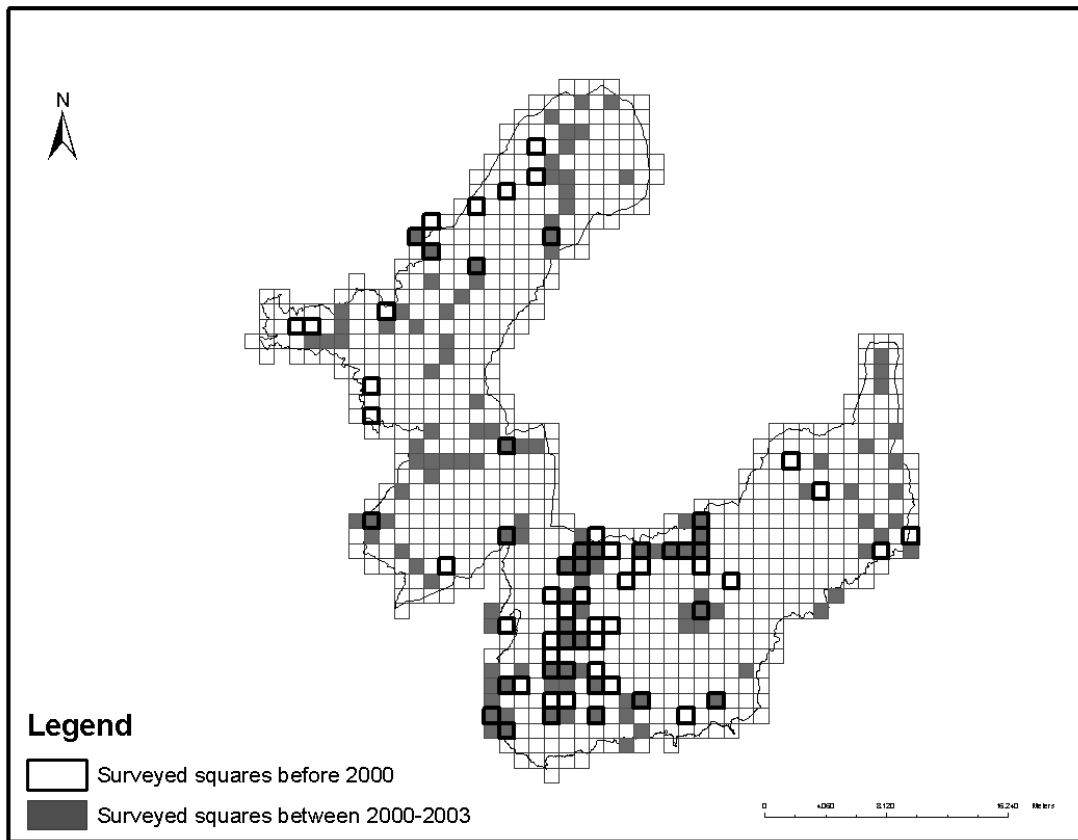 N
Legend
Surveyed squares before 2000
Surveyed squares between 2000-2003
0 4.060 8.120 16.240 Meters